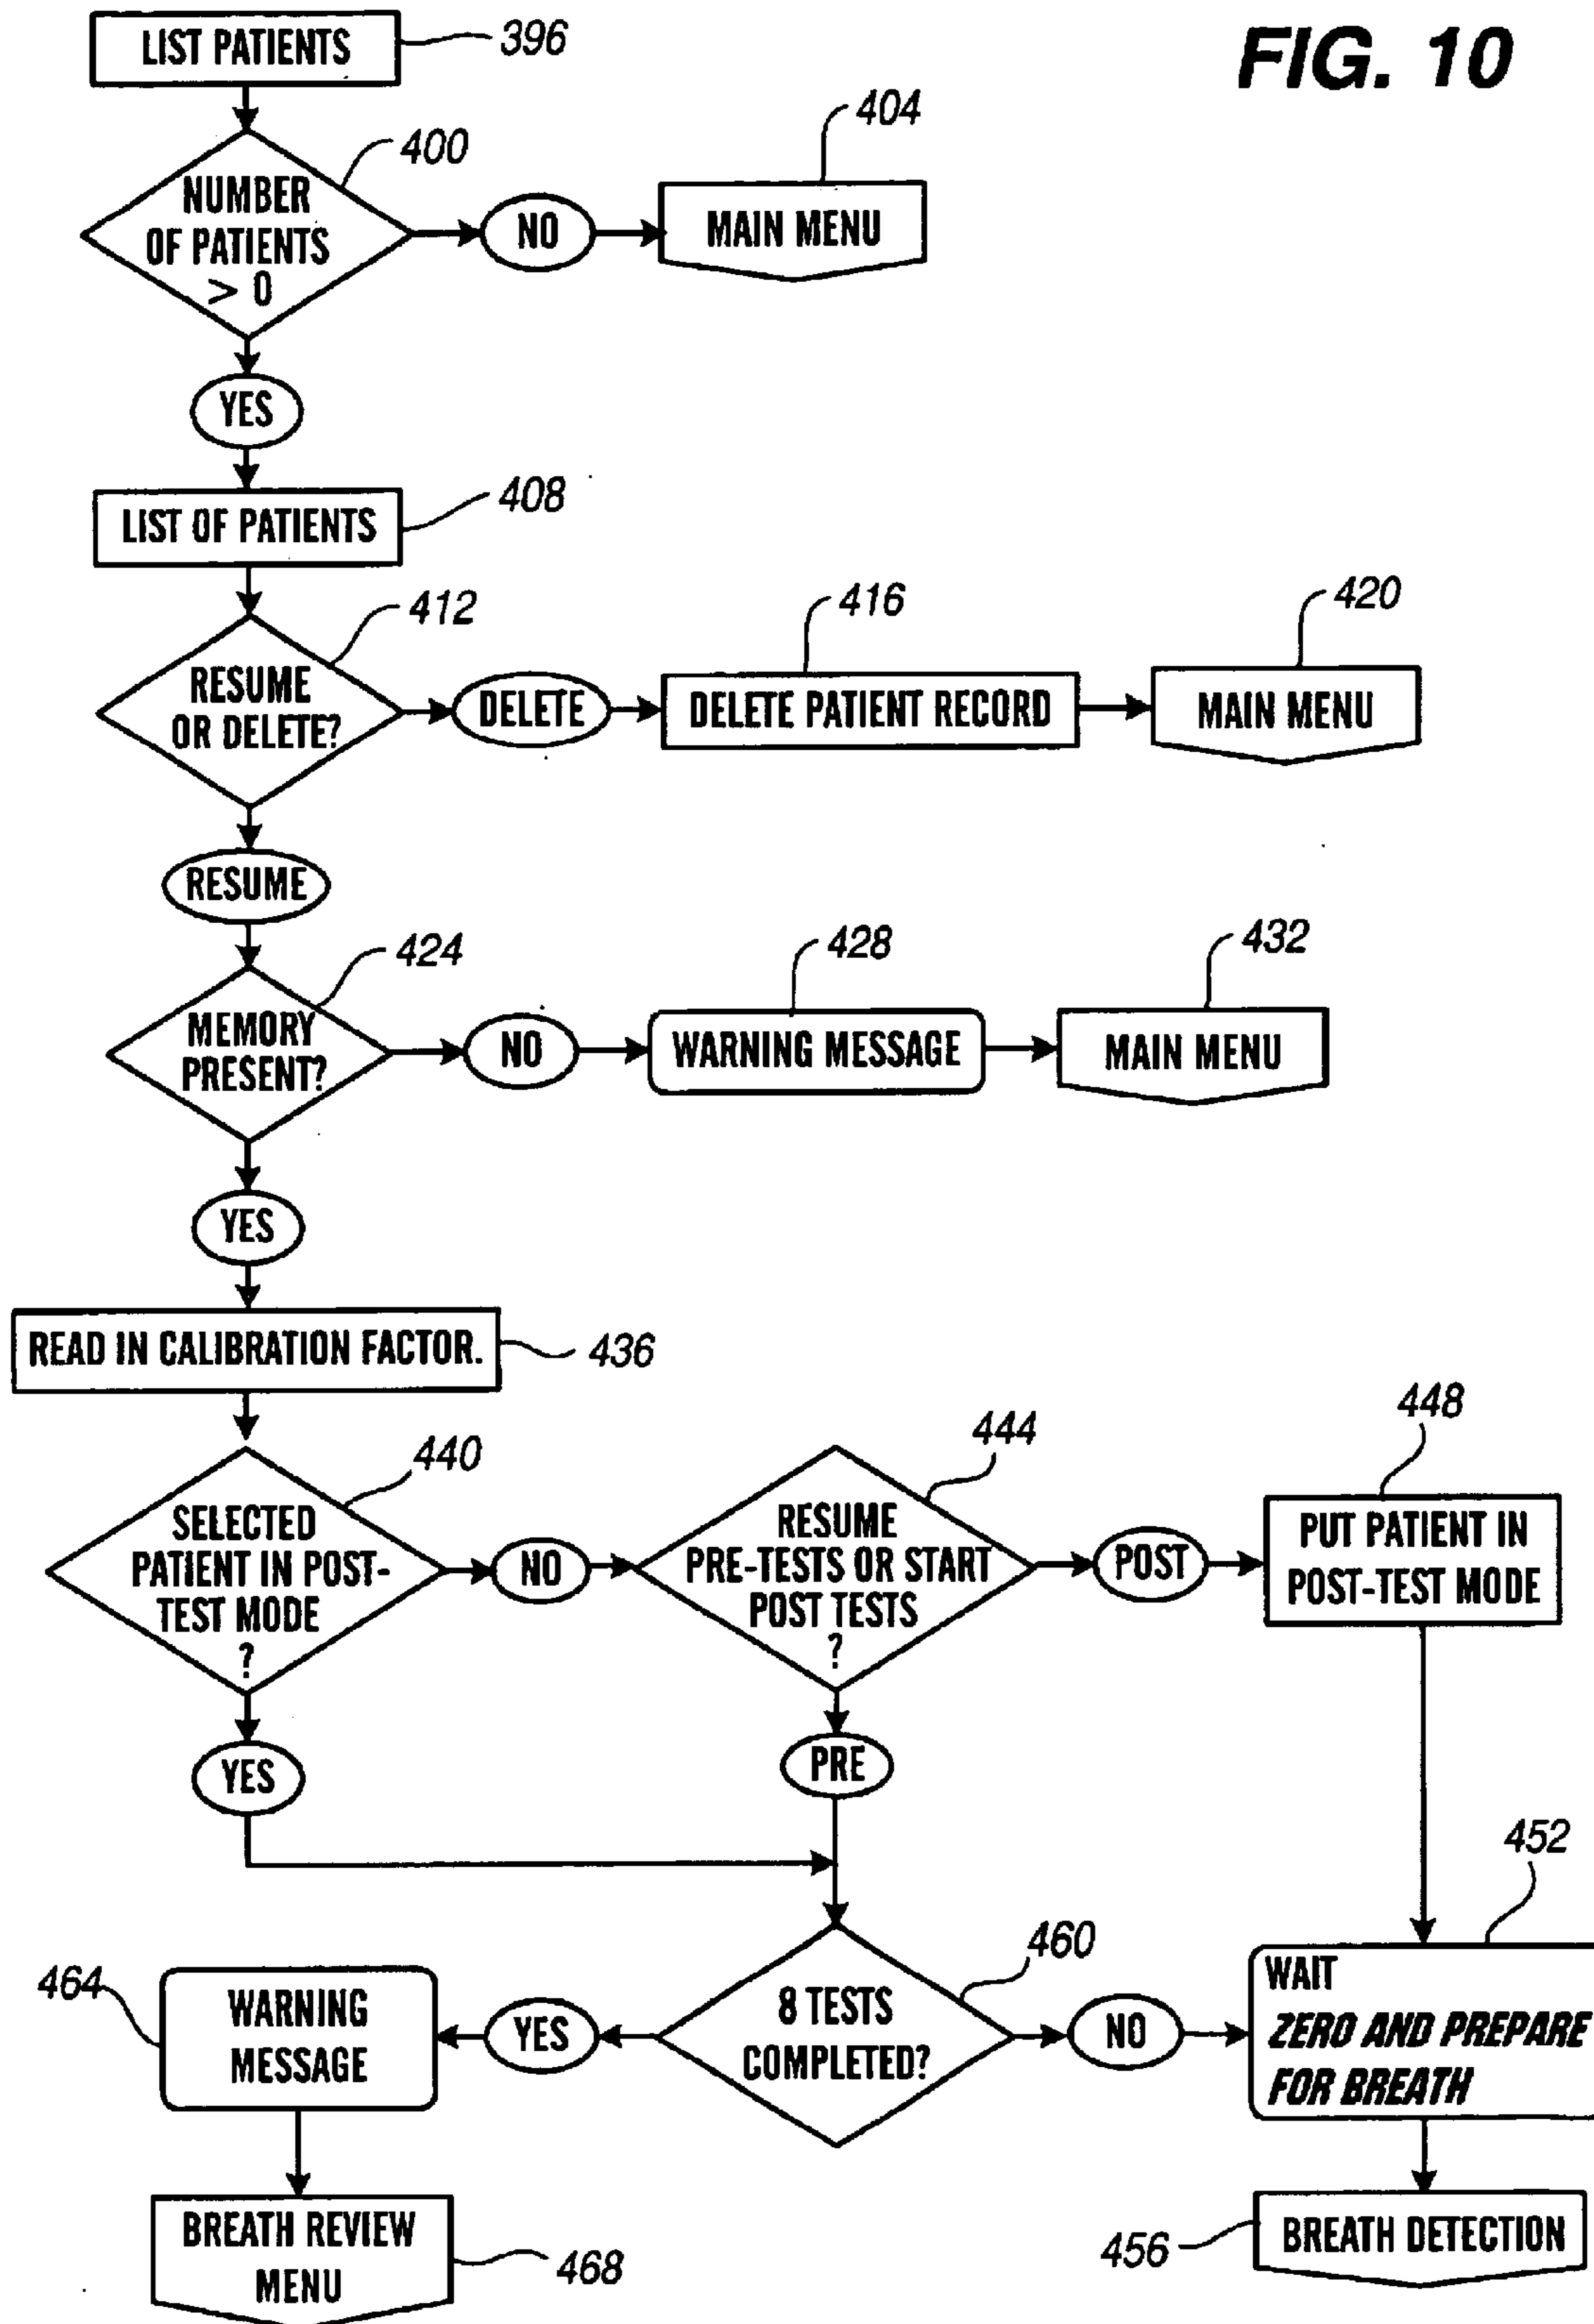 FIG. 10
LIST PATIENTS
396
NUMBER
OF PATIENTS
> 0
400
NO
MAIN MENU
404
YES
LIST OF PATIENTS
408
RESUME
OR DELETE?
412
DELETE
DELETE PATIENT RECORD
416
MAIN MENU
420
RESUME
MEMORY
PRESENT?
424
NO
WARNING MESSAGE
428
MAIN MENU
432
YES
READ IN CALIBRATION FACTOR.
436
SELECTED
PATIENT IN POST-
TEST MODE
?
440
NO
RESUME
PRE-TESTS OR START
POST TESTS
?
444
POST
PUT PATIENT IN
POST-TEST MODE
448
YES
PRE
8 TESTS
COMPLETED?
460
NO
WAIT
ZERO AND PREPARE
FOR BREATH
452
YES
WARNING
MESSAGE
464
BREATH REVIEW
MENU
468
BREATH DETECTION
456